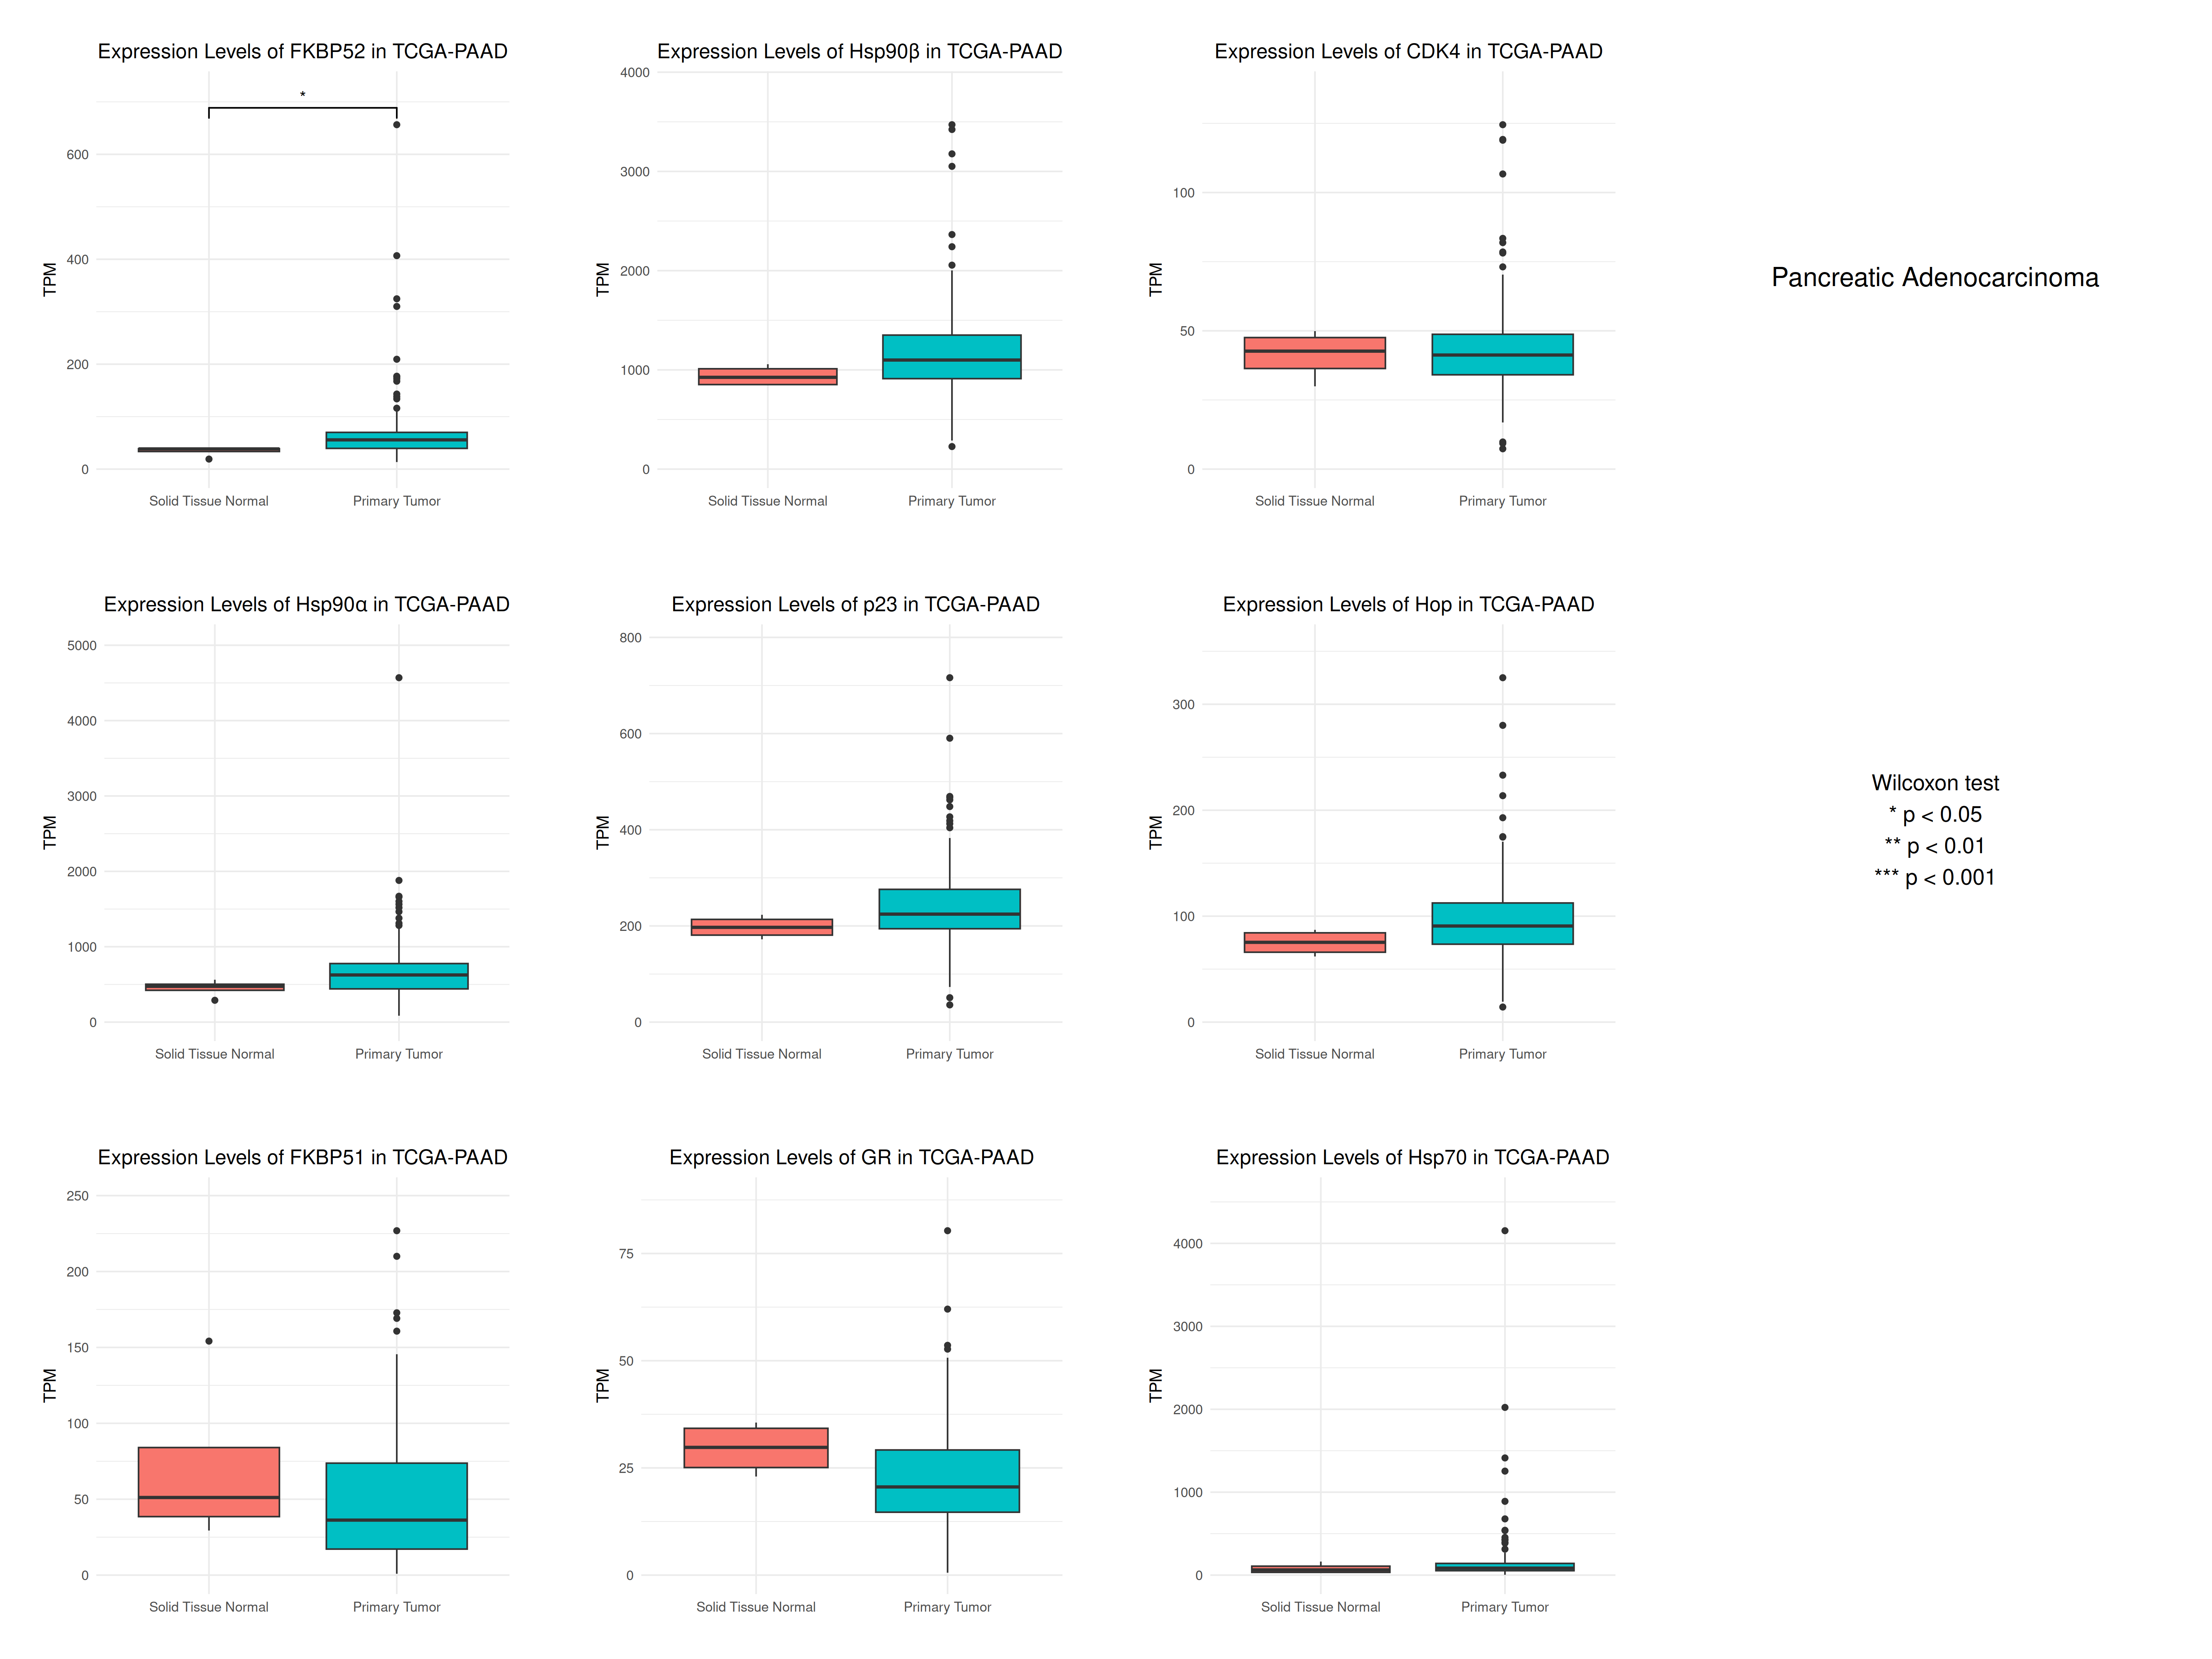 Expression Levels of FKBP52 in TCGA-PAAD
*
TPM
600
400
200
0
Solid Tissue Normal
Primary Tumor
Expression Levels of Hsp90β in TCGA-PAAD
TPM
4000
3000
2000
1000
0
Solid Tissue Normal
Primary Tumor
Expression Levels of CDK4 in TCGA-PAAD
TPM
100
50
0
Solid Tissue Normal
Primary Tumor
Pancreatic Adenocarcinoma
Expression Levels of Hsp90α in TCGA-PAAD
TPM
5000
4000
3000
2000
1000
0
Solid Tissue Normal
Primary Tumor
Expression Levels of p23 in TCGA-PAAD
TPM
800
600
400
200
0
Solid Tissue Normal
Primary Tumor
Expression Levels of Hop in TCGA-PAAD
TPM
300
200
100
0
Solid Tissue Normal
Primary Tumor
Wilcoxon test
* p < 0.05
** p < 0.01
*** p < 0.001
Expression Levels of FKBP51 in TCGA-PAAD
TPM
250
200
150
100
50
0
Solid Tissue Normal
Primary Tumor
Expression Levels of GR in TCGA-PAAD
TPM
75
50
25
0
Solid Tissue Normal
Primary Tumor
Expression Levels of Hsp70 in TCGA-PAAD
TPM
4000
3000
2000
1000
0
Solid Tissue Normal
Primary Tumor